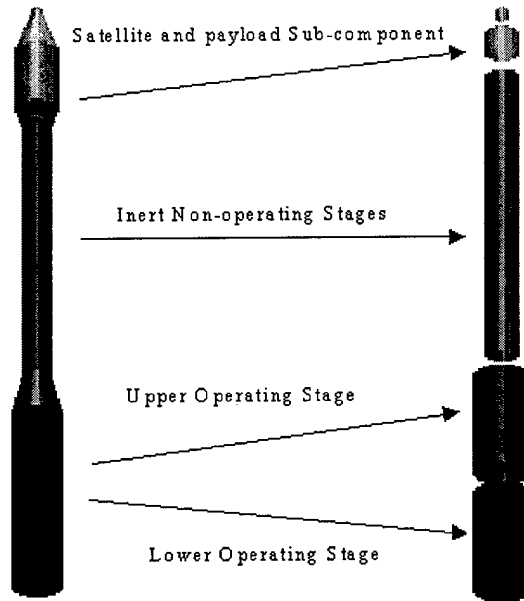 Satellite and payload Sub-component
Inert Non-operating Stages
Upper Operating Stage
Lower Operating Stage